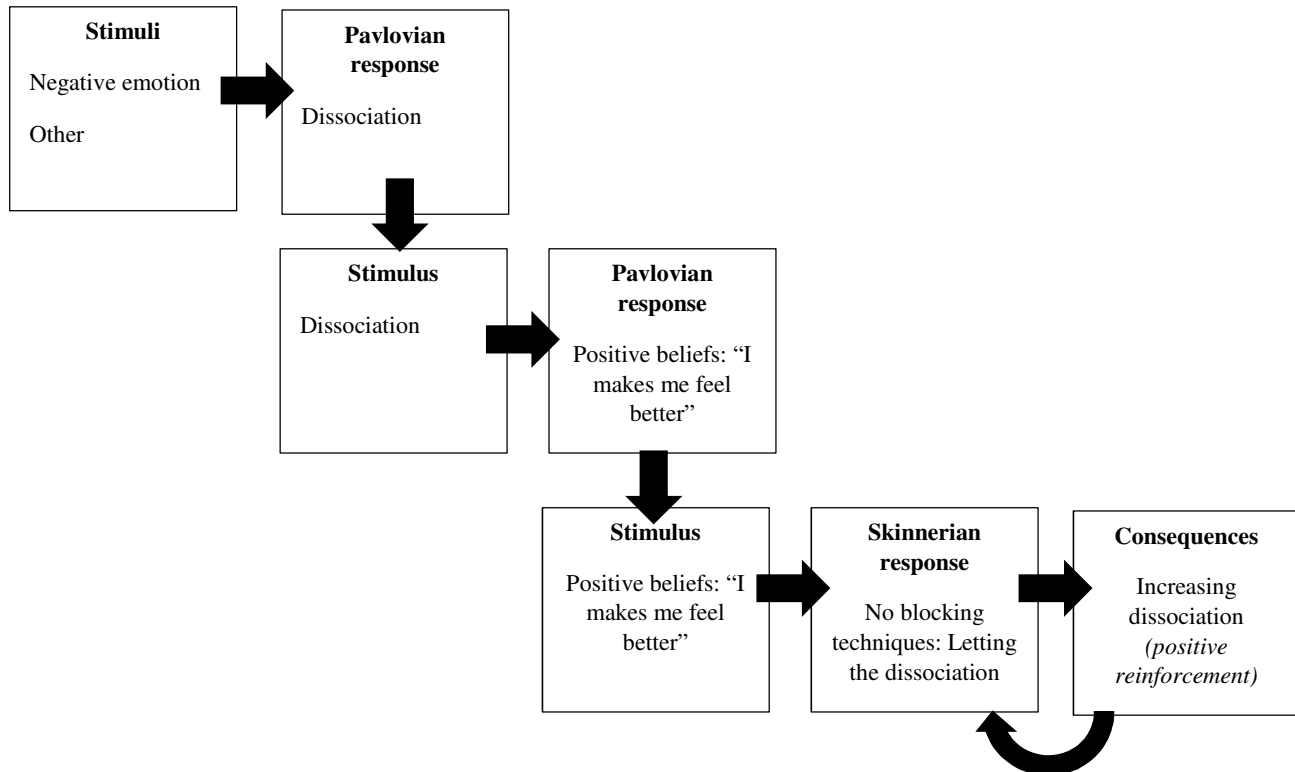 Stimuli
Negative emotion
Other
Pavlovian
response
Dissociation
Stimulus
Dissociation
Pavlovian
response
Positive beliefs: “I
makes me feel
better”
Stimulus
Positive beliefs: “I
makes me feel
better”
Skinnerian
response
No blocking
techniques: Letting
the dissociation
Consequences
Increasing
dissociation
(positive
reinforcement)